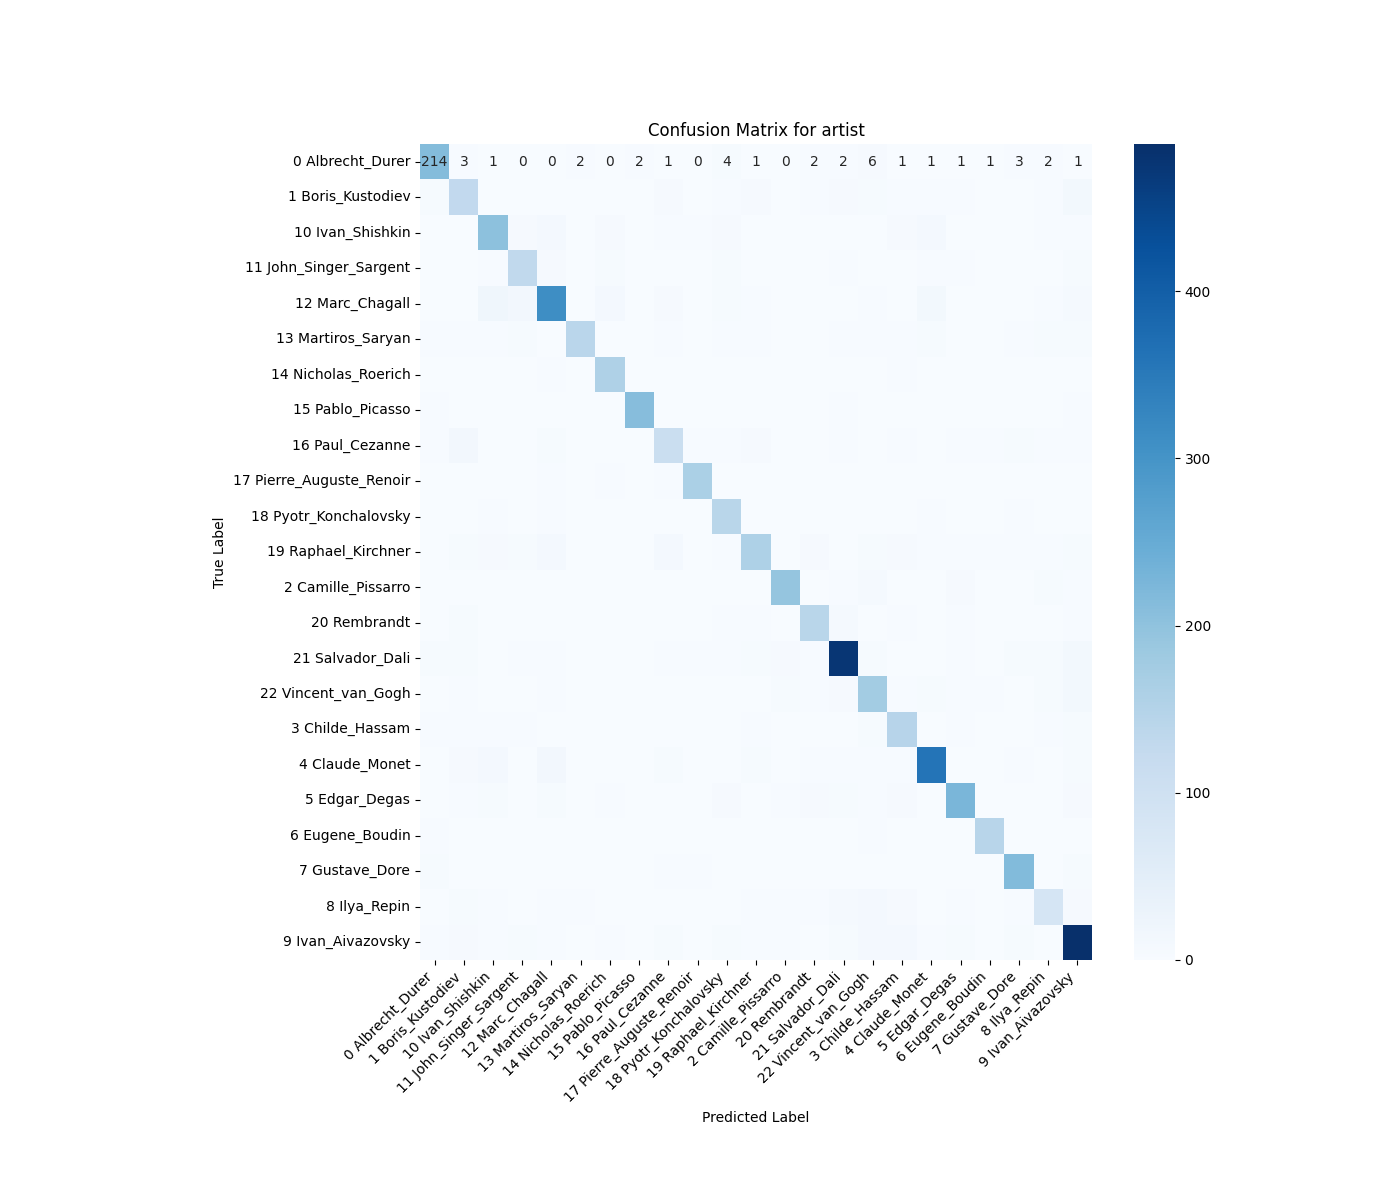 Confusion Matrix for artist
0 Albrecht_Durer
214 3 1 0 0 2 0 2 1 0 4 1 0 2 2 6 1 1 1 1 3 2 1
1 Boris_Kustodiev
10 Ivan_Shishkin
11 John_Singer_Sargent
12 Marc_Chagall
13 Martiros_Saryan
14 Nicholas_Roerich
15 Pablo_Picasso
16 Paul_Cezanne
17 Pierre_Auguste_Renoir
18 Pyotr_Konchalovsky
19 Raphael_Kirchner
2 Camille_Pissarro
20 Rembrandt
21 Salvador_Dali
22 Vincent_van_Gogh
3 Childe_Hassam
4 Claude_Monet
5 Edgar_Degas
6 Eugene_Boudin
7 Gustave_Dore
8 Ilya_Repin
9 Ivan_Aivazovsky
True Label
0 Albrecht_Durer
1 Boris_Kustodiev
10 Ivan_Shishkin
11 John_Singer_Sargent
12 Marc_Chagall
13 Martiros_Saryan
14 Nicholas_Roerich
15 Pablo_Picasso
16 Paul_Cezanne
17 Pierre_Auguste_Renoir
18 Pyotr_Konchalovsky
19 Raphael_Kirchner
2 Camille_Pissarro
20 Rembrandt
21 Salvador_Dali
22 Vincent_van_Gogh
3 Childe_Hassam
4 Claude_Monet
5 Edgar_Degas
6 Eugene_Boudin
7 Gustave_Dore
8 Ilya_Repin
9 Ivan_Aivazovsky
Predicted Label
400
300
200
100
0